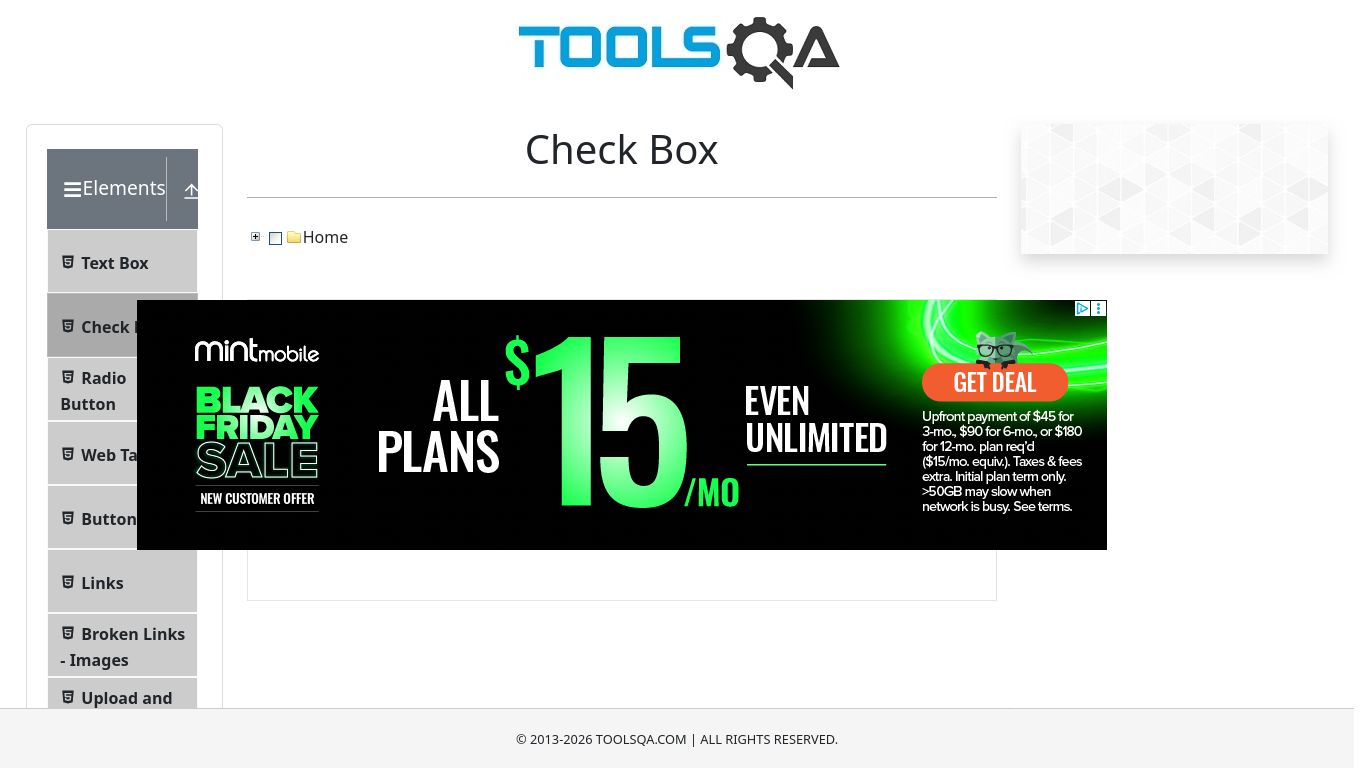 TOOLSQA
Check Box
Elements
Home
Text Box
Check
Radio
Button
Web Ta
Button
Links
Broken Links
- Images
Upload and
mintmobile
BLACK
FRIDAY
SALE
NEW CUSTOMER OFFER
ALL
PLANS
$15/MO
EVEN
UNLIMITED
GET DEAL
Upfront payment of $45 for
3-mo., $90 for 6-mo., or $180
for 12-mo. plan req'd
($15/mo. equiv.). Taxes & fees
extra. Initial plan term only.
>50GB may slow when
network is busy. See terms.
© 2013-2026 TOOLSQA.COM | ALL RIGHTS RESERVED.